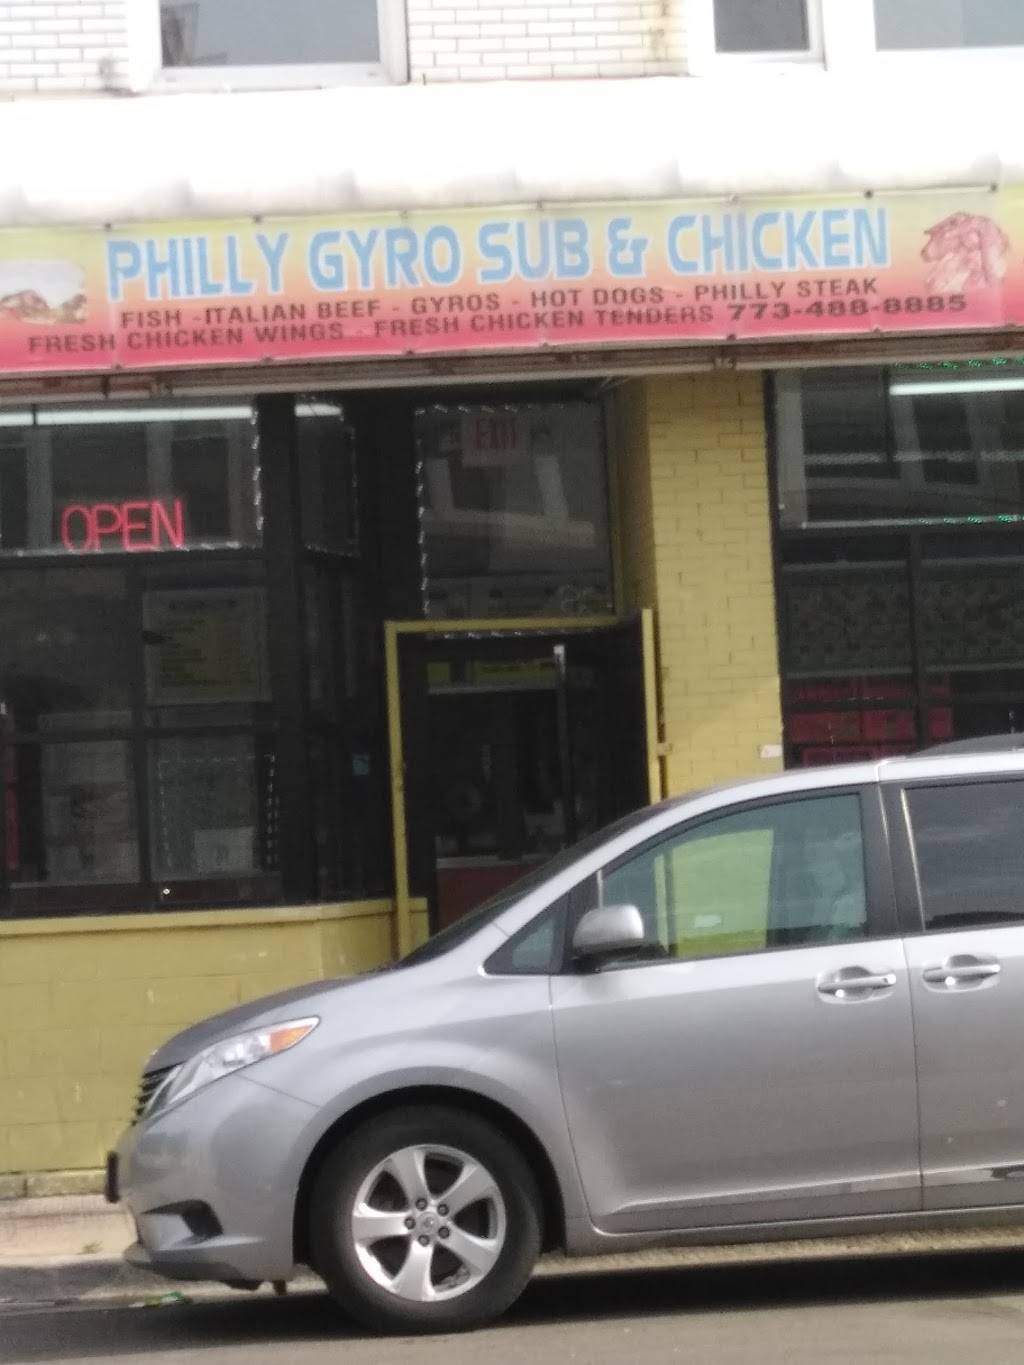 PHILLY GYRO SUB & CHICKEN
FISH - ITALIAN BEEF - GYROS - HOT DOGS - PHILLY STEAK
FRESH CHICKEN WINGS - FRESH CHICKEN TENDERS 773-488-8885
EXIT
OPEN